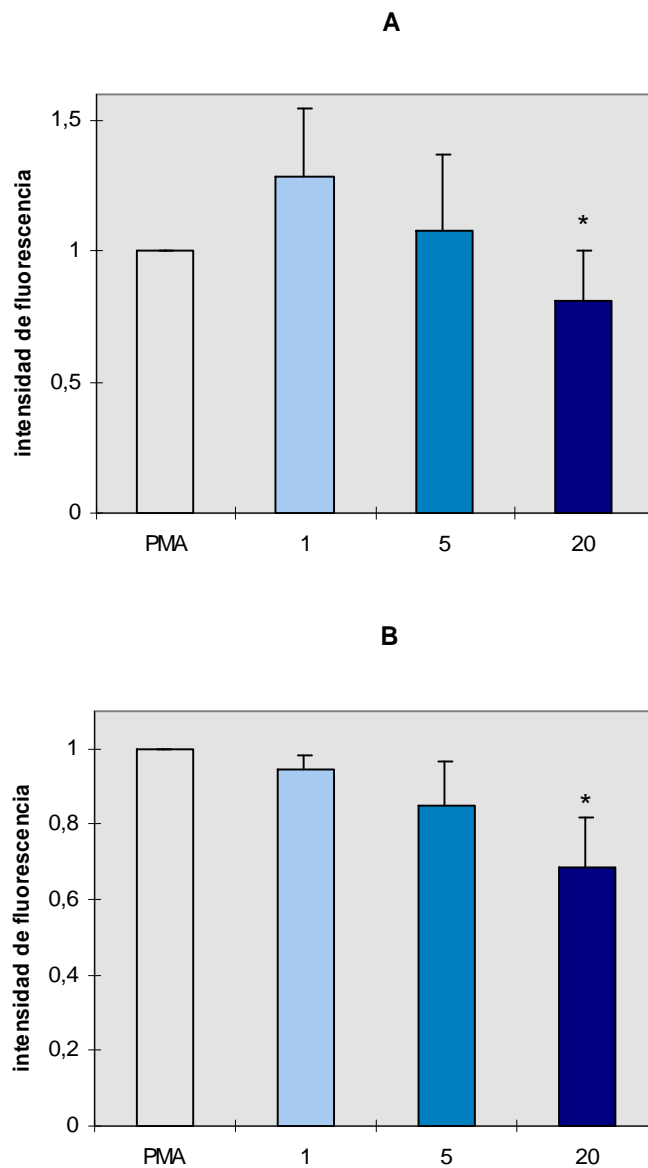 A
intensidad de fluorescencia
1,5
1
0,5
0
*
PMA 1 5 20
B
intensidad de fluorescencia
1
0,8
0,6
0,4
0,2
0
*
PMA 1 5 20